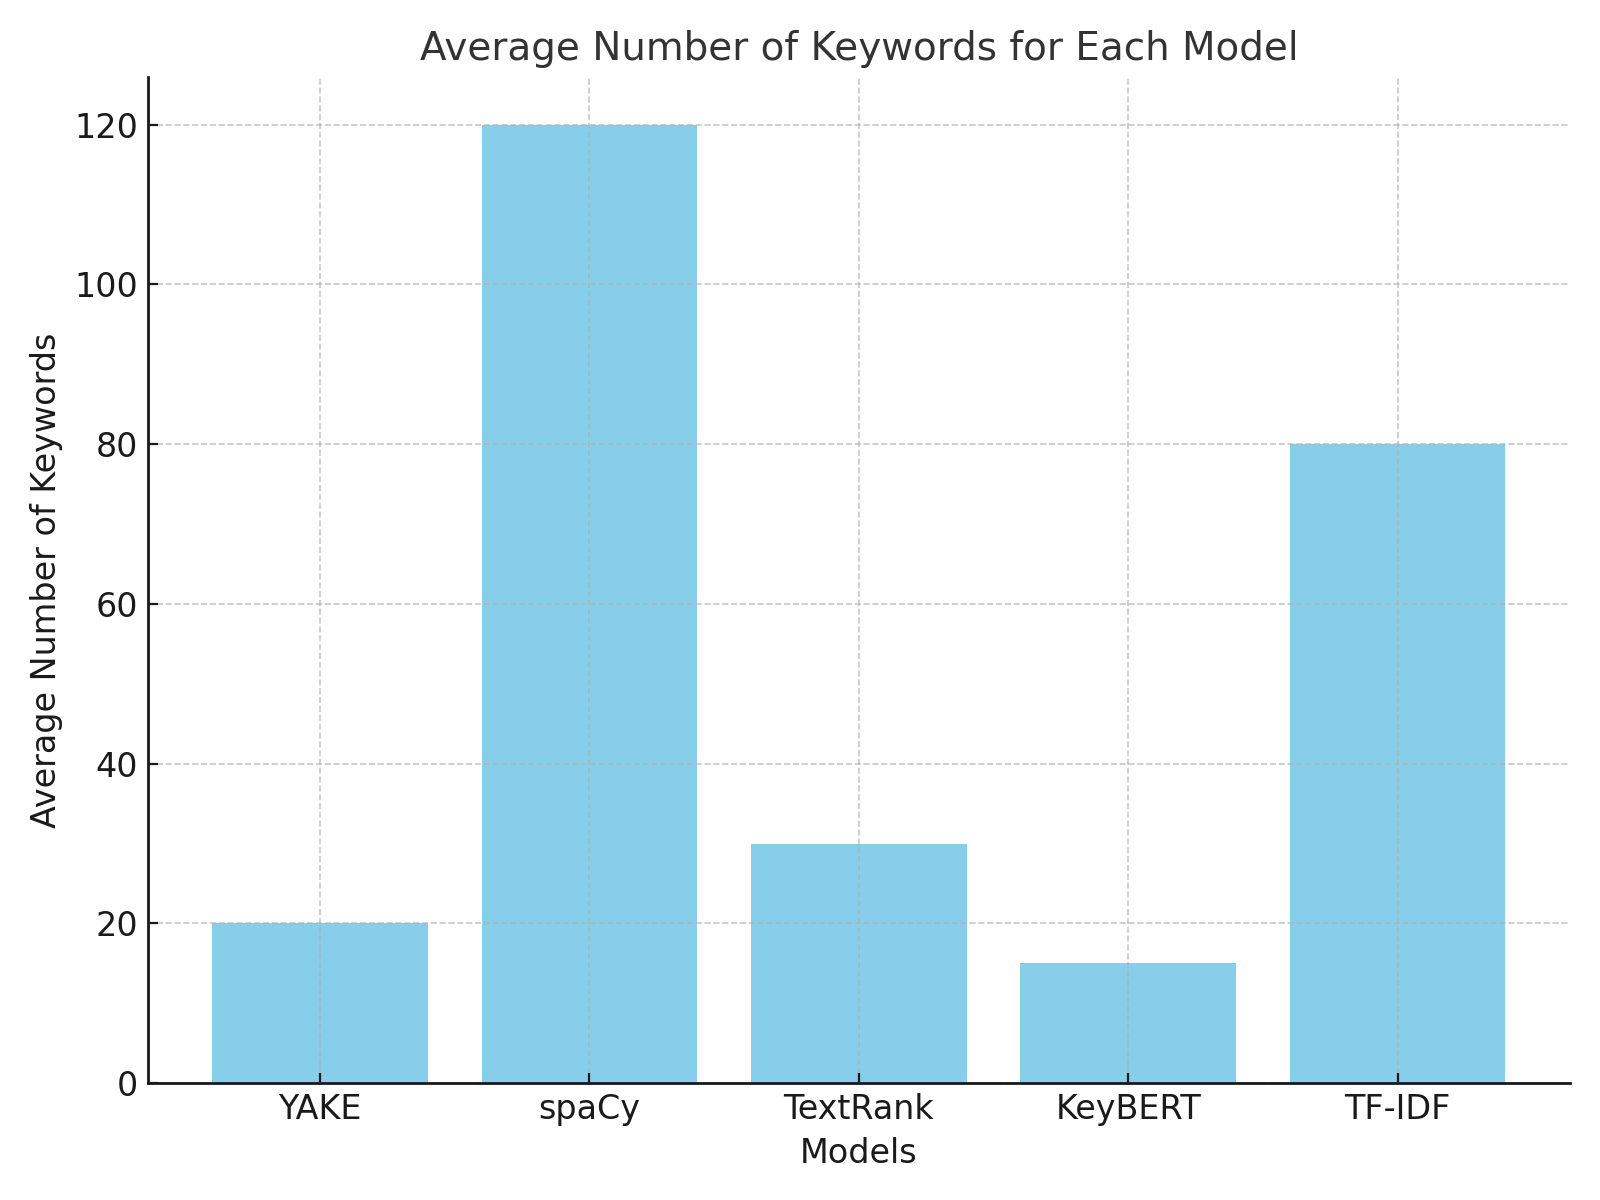 Average Number of Keywords for Each Model
Average Number of Keywords
120
100
80
60
40
20
0
YAKE
spaCy
TextRank
KeyBERT
TF-IDF
Models